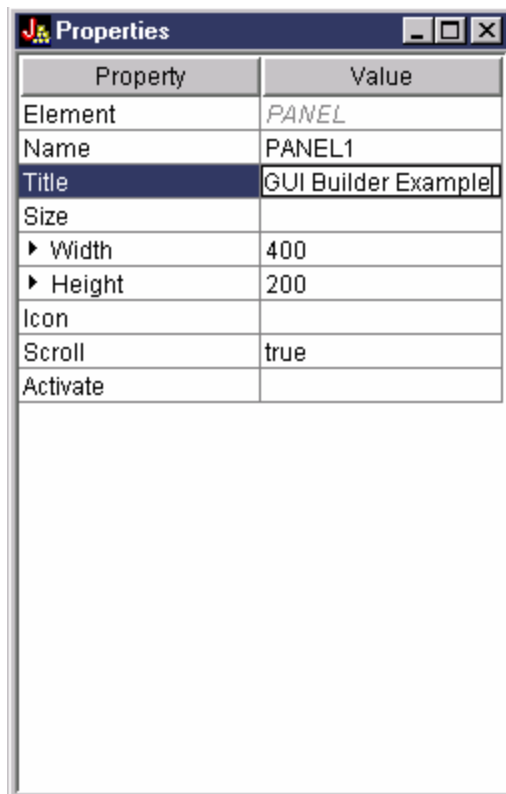 Properties
Property Value
Element PANEL
Name PANEL1
Title GUI Builder Example
Size
Width 400
Height 200
Icon
Scroll true
Activate